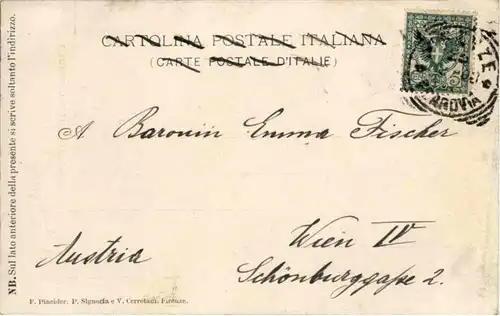 CARTOLINA POSTALE ITALIANA
(CARTE POSTALE D'ITALIE)
A Baronin Emma Fischer
Wien IV
Austria
Schönburggasse 2.
NB. Sul lato anteriore della presente si scrive soltanto l'indirizzo.
F. Pineider. P. Signoria e V. Cerretani. Firenze.